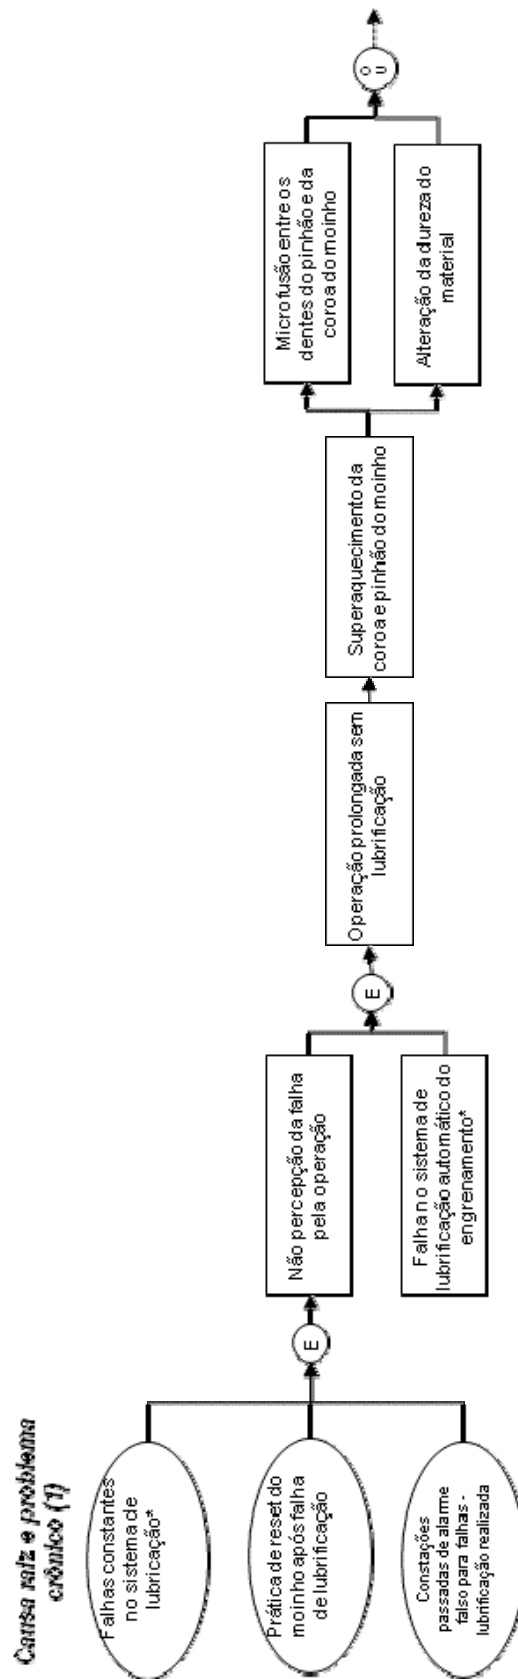 Causa raiz e problema
crônico (1)
Falhas constantes
no sistema de
lubricação*
Prática de reset do
moinho após falha
de lubrificação
Constações
passadas de alarme
falso para falhas -
lubrificação realizada
E
Não percepção da falha
pela operação
Falha no sistema de
lubrificação automático do
engrenamento*
E
Operação prolongada sem
lubrificação
Superaquecimento da
coroa e pinhão do moinho
Micro fusão entre os
dentes do pinhão e da
coroa do moinho
Alteração da dureza do
material
O
U